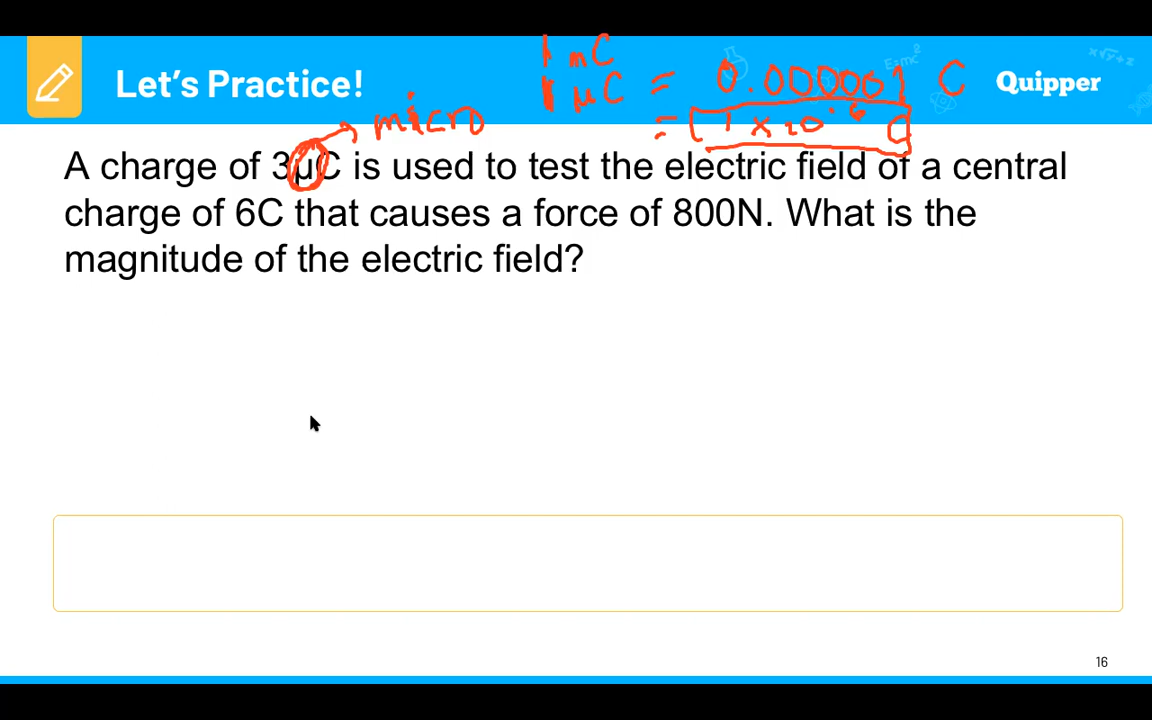 1 nC
Let's Practice!
1 μC = 0.000001 C
Quipper
micro
= 1 x 10⁻⁶ C
A charge of 3μC is used to test the electric field of a central
charge of 6C that causes a force of 800N. What is the
magnitude of the electric field?
16